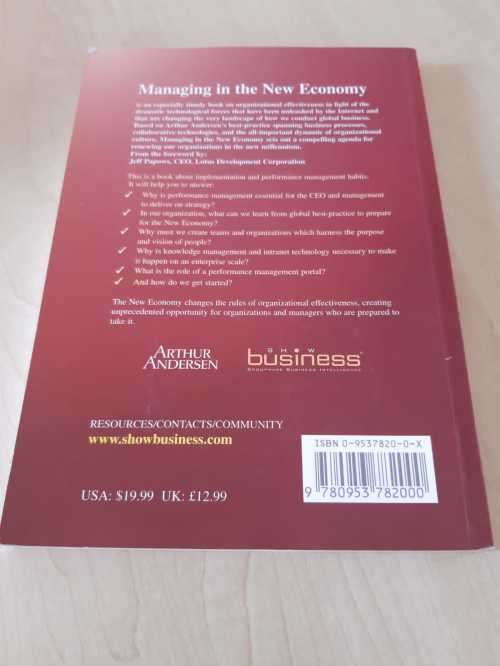 Managing in the New Economy
is an especially timely book on organizational effectiveness in light of the
dramatic technological forces that have been unleashed by the Internet and
that are changing the very landscape of how we conduct global business.
Based on Arthur Andersen's best-practice spanning business processes,
collaborative technologies, and the all-important dynamic of organizational
culture, Managing in the New Economy sets out a compelling agenda for
renewing our organizations in the new millennium.
From the foreword by:
Jeff Papows, CEO, Lotus Development Corporation
This is a book about implementation and performance management habits.
It will help you to answer:
✓ Why is performance management essential for the CEO and management
to deliver on strategy?
✓ In our organization, what can we learn from global best-practice to prepare
for the New Economy?
✓ Why must we create teams and organizations which harness the purpose
and vision of people?
✓ Why is knowledge management and intranet technology necessary to make
it happen on an enterprise scale?
✓ What is the role of a performance management portal?
✓ And how do we get started?
The New Economy changes the rules of organizational effectiveness, creating
unprecedented opportunity for organizations and managers who are prepared to
take it.
ARTHUR
ANDERSEN
SHOW
business
SHOWPOWER BUSINESS INTELLIGENCE
RESOURCES/CONTACTS/COMMUNITY
www.showbusiness.com
ISBN 0-9537820-0-X
9 780953 782000
USA: $19.99 UK: £12.99